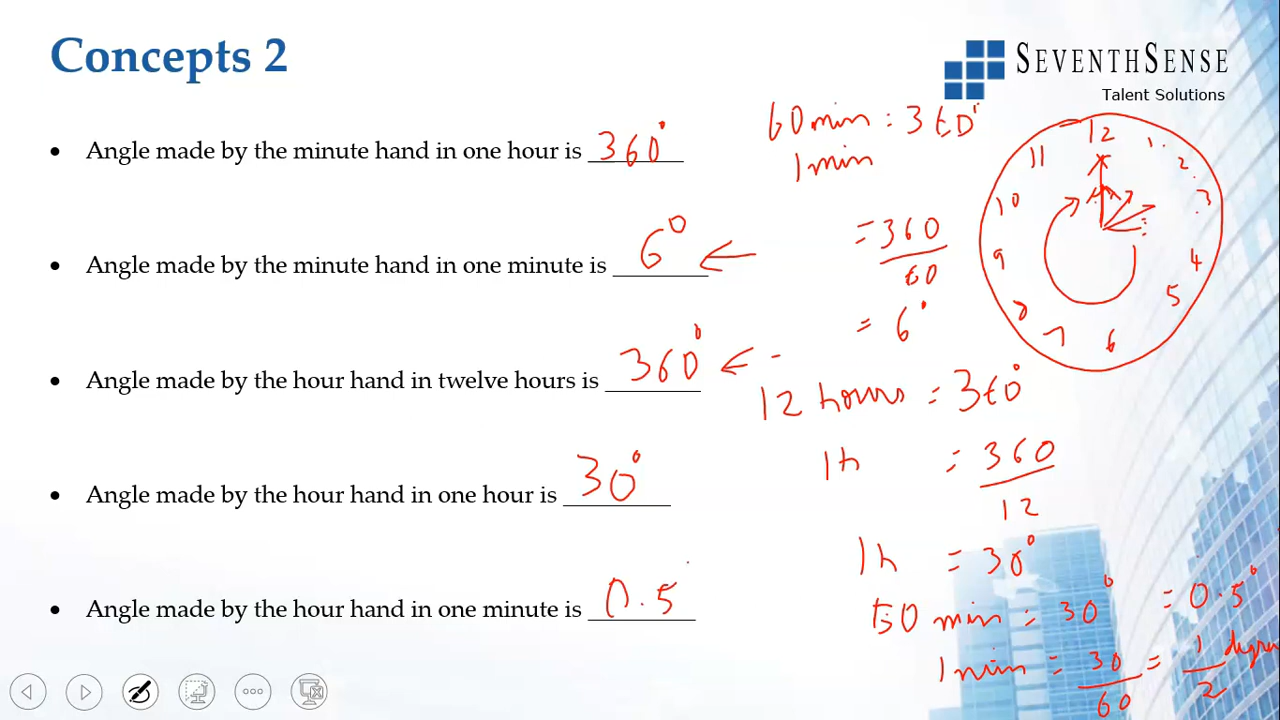 Concepts 2
SEVENTHSENSE
Talent Solutions
60 min : 360°
1 min
= 360
60
= 6°
12
1
2
3
4
5
6
7
8
9
10
11
• Angle made by the minute hand in one hour is 360°
• Angle made by the minute hand in one minute is 6° ←
• Angle made by the hour hand in twelve hours is 360° ←
12 hours = 360°
1h = 360
12
• Angle made by the hour hand in one hour is 30°
1h = 30°
• Angle made by the hour hand in one minute is 0.5
60 min = 30° = 0.5°
1 min = 30 = 1
60 2